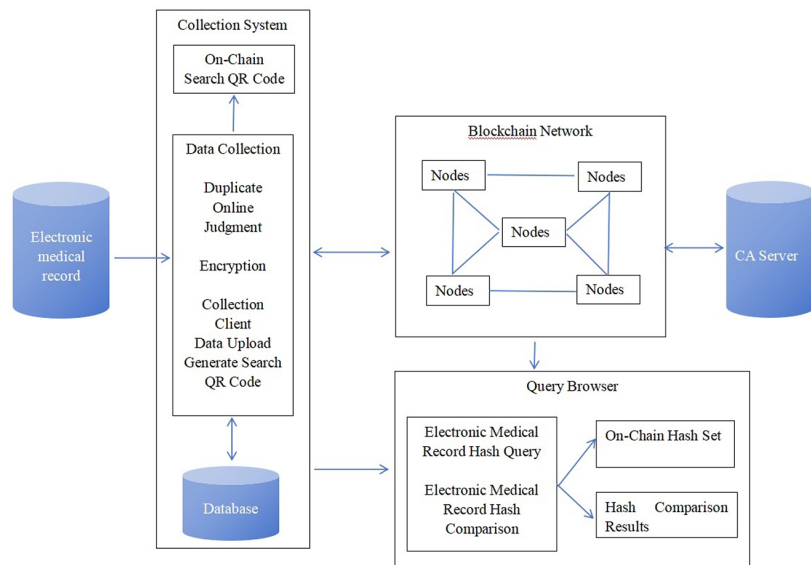 Collection System
On-Chain
Search QR Code
Data Collection
Duplicate
Online
Judgment
Encryption
Collection
Client
Data Upload
Generate Search
QR Code
Database
Electronic
medical
record
Blockchain Network
Nodes
Nodes
Nodes
Nodes
Nodes
CA Server
Query Browser
Electronic Medical
Record Hash Query
Electronic Medical
Record Hash
Comparison
On-Chain Hash Set
Hash Comparison
Results